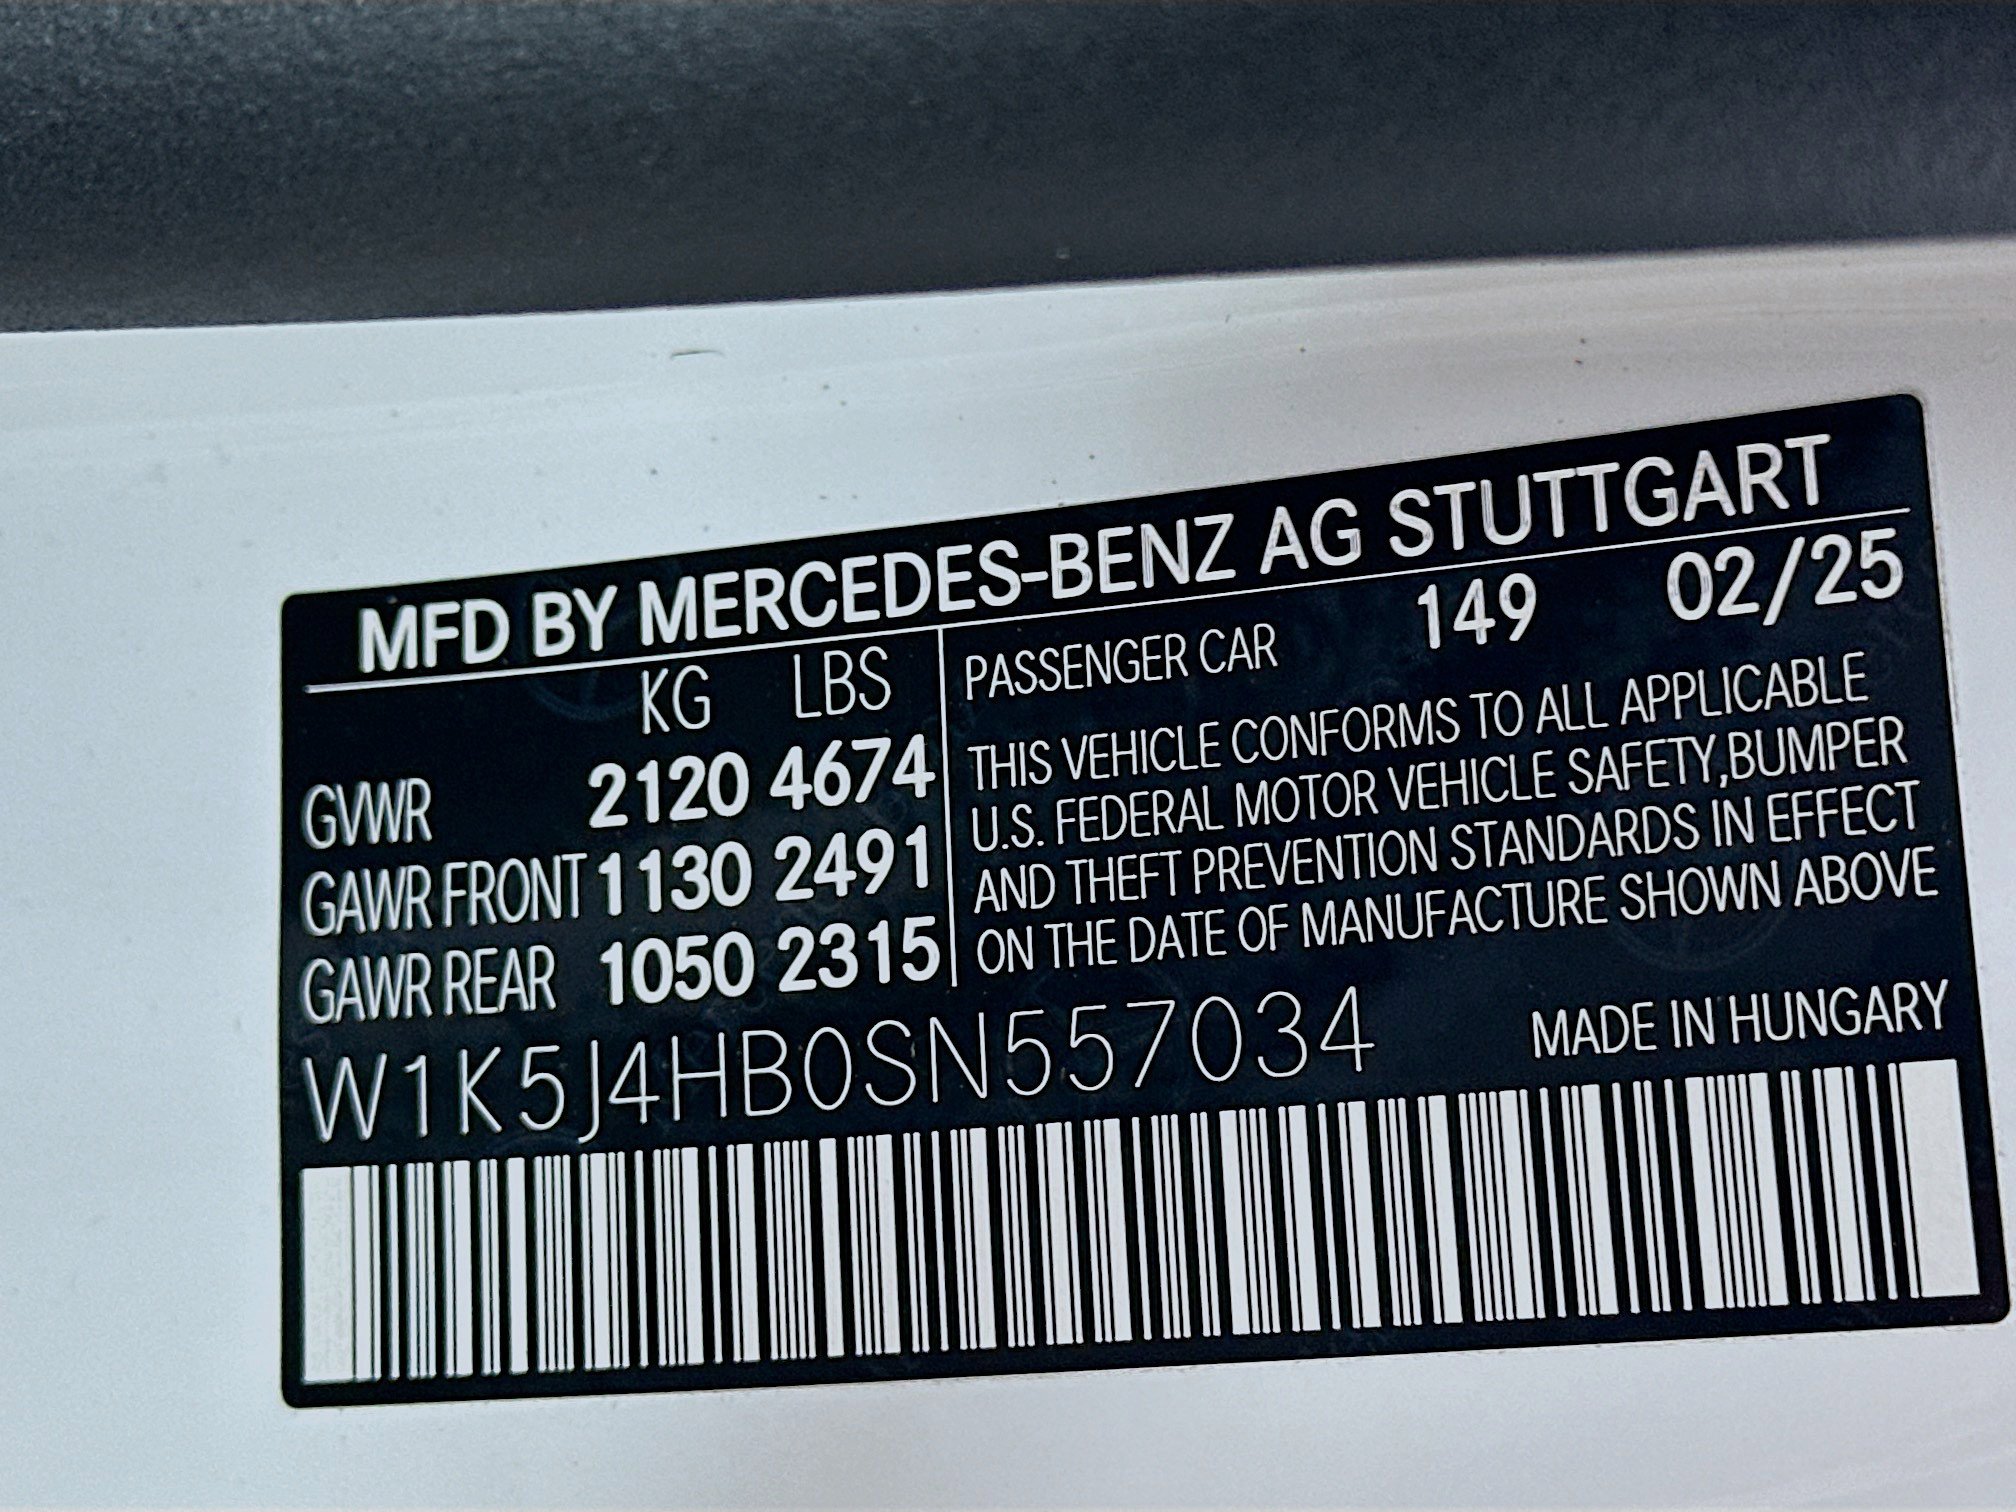 MFD BY MERCEDES-BENZ AG STUTTGART
KG LBS
GVWR 2120 4674
GAWR FRONT 1130 2491
GAWR REAR 1050 2315
PASSENGER CAR 149 02/25
THIS VEHICLE CONFORMS TO ALL APPLICABLE
U.S. FEDERAL MOTOR VEHICLE SAFETY,BUMPER
AND THEFT PREVENTION STANDARDS IN EFFECT
ON THE DATE OF MANUFACTURE SHOWN ABOVE
W1K5J4HB0SN557034 MADE IN HUNGARY